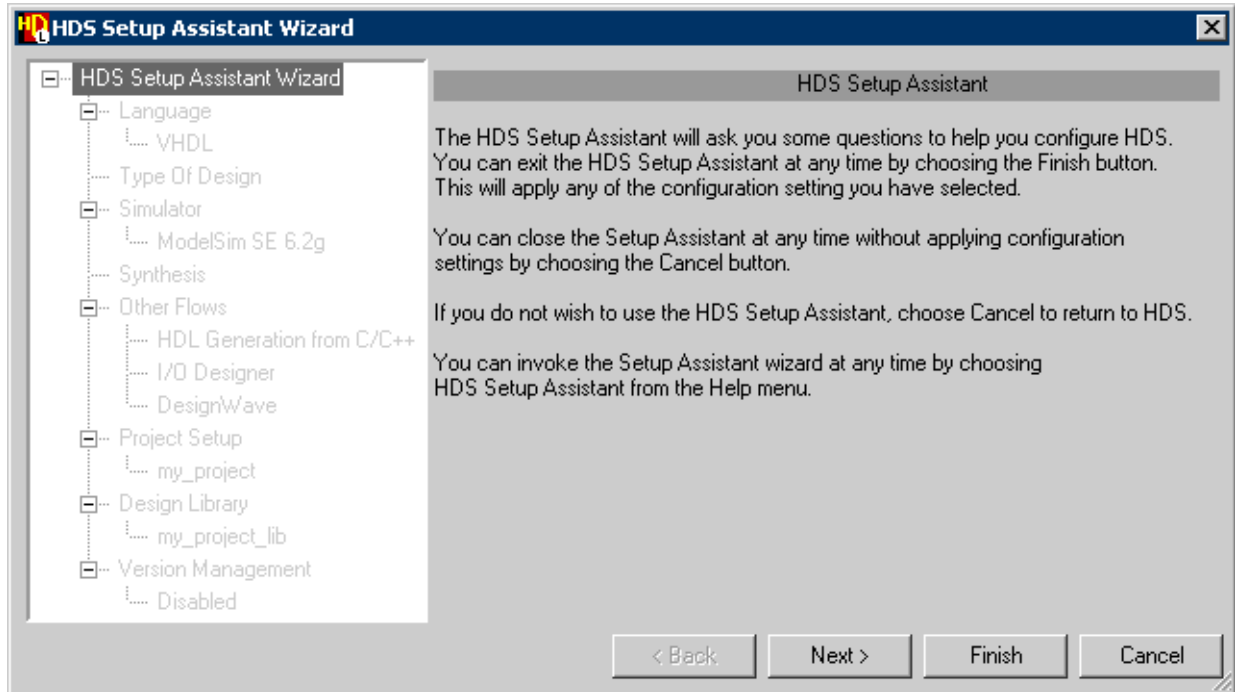 HDS Setup Assistant Wizard
HDS Setup Assistant Wizard
Language
VHDL
Type Of Design
Simulator
ModelSim SE 6.2g
Synthesis
Other Flows
HDL Generation from C/C++
I/O Designer
DesignWave
Project Setup
my_project
Design Library
my_project_lib
Version Management
Disabled
HDS Setup Assistant
The HDS Setup Assistant will ask you some questions to help you configure HDS.
You can exit the HDS Setup Assistant at any time by choosing the Finish button.
This will apply any of the configuration setting you have selected.
You can close the Setup Assistant at any time without applying configuration
settings by choosing the Cancel button.
If you do not wish to use the HDS Setup Assistant, choose Cancel to return to HDS.
You can invoke the Setup Assistant wizard at any time by choosing
HDS Setup Assistant from the Help menu.
< Back Next > Finish Cancel